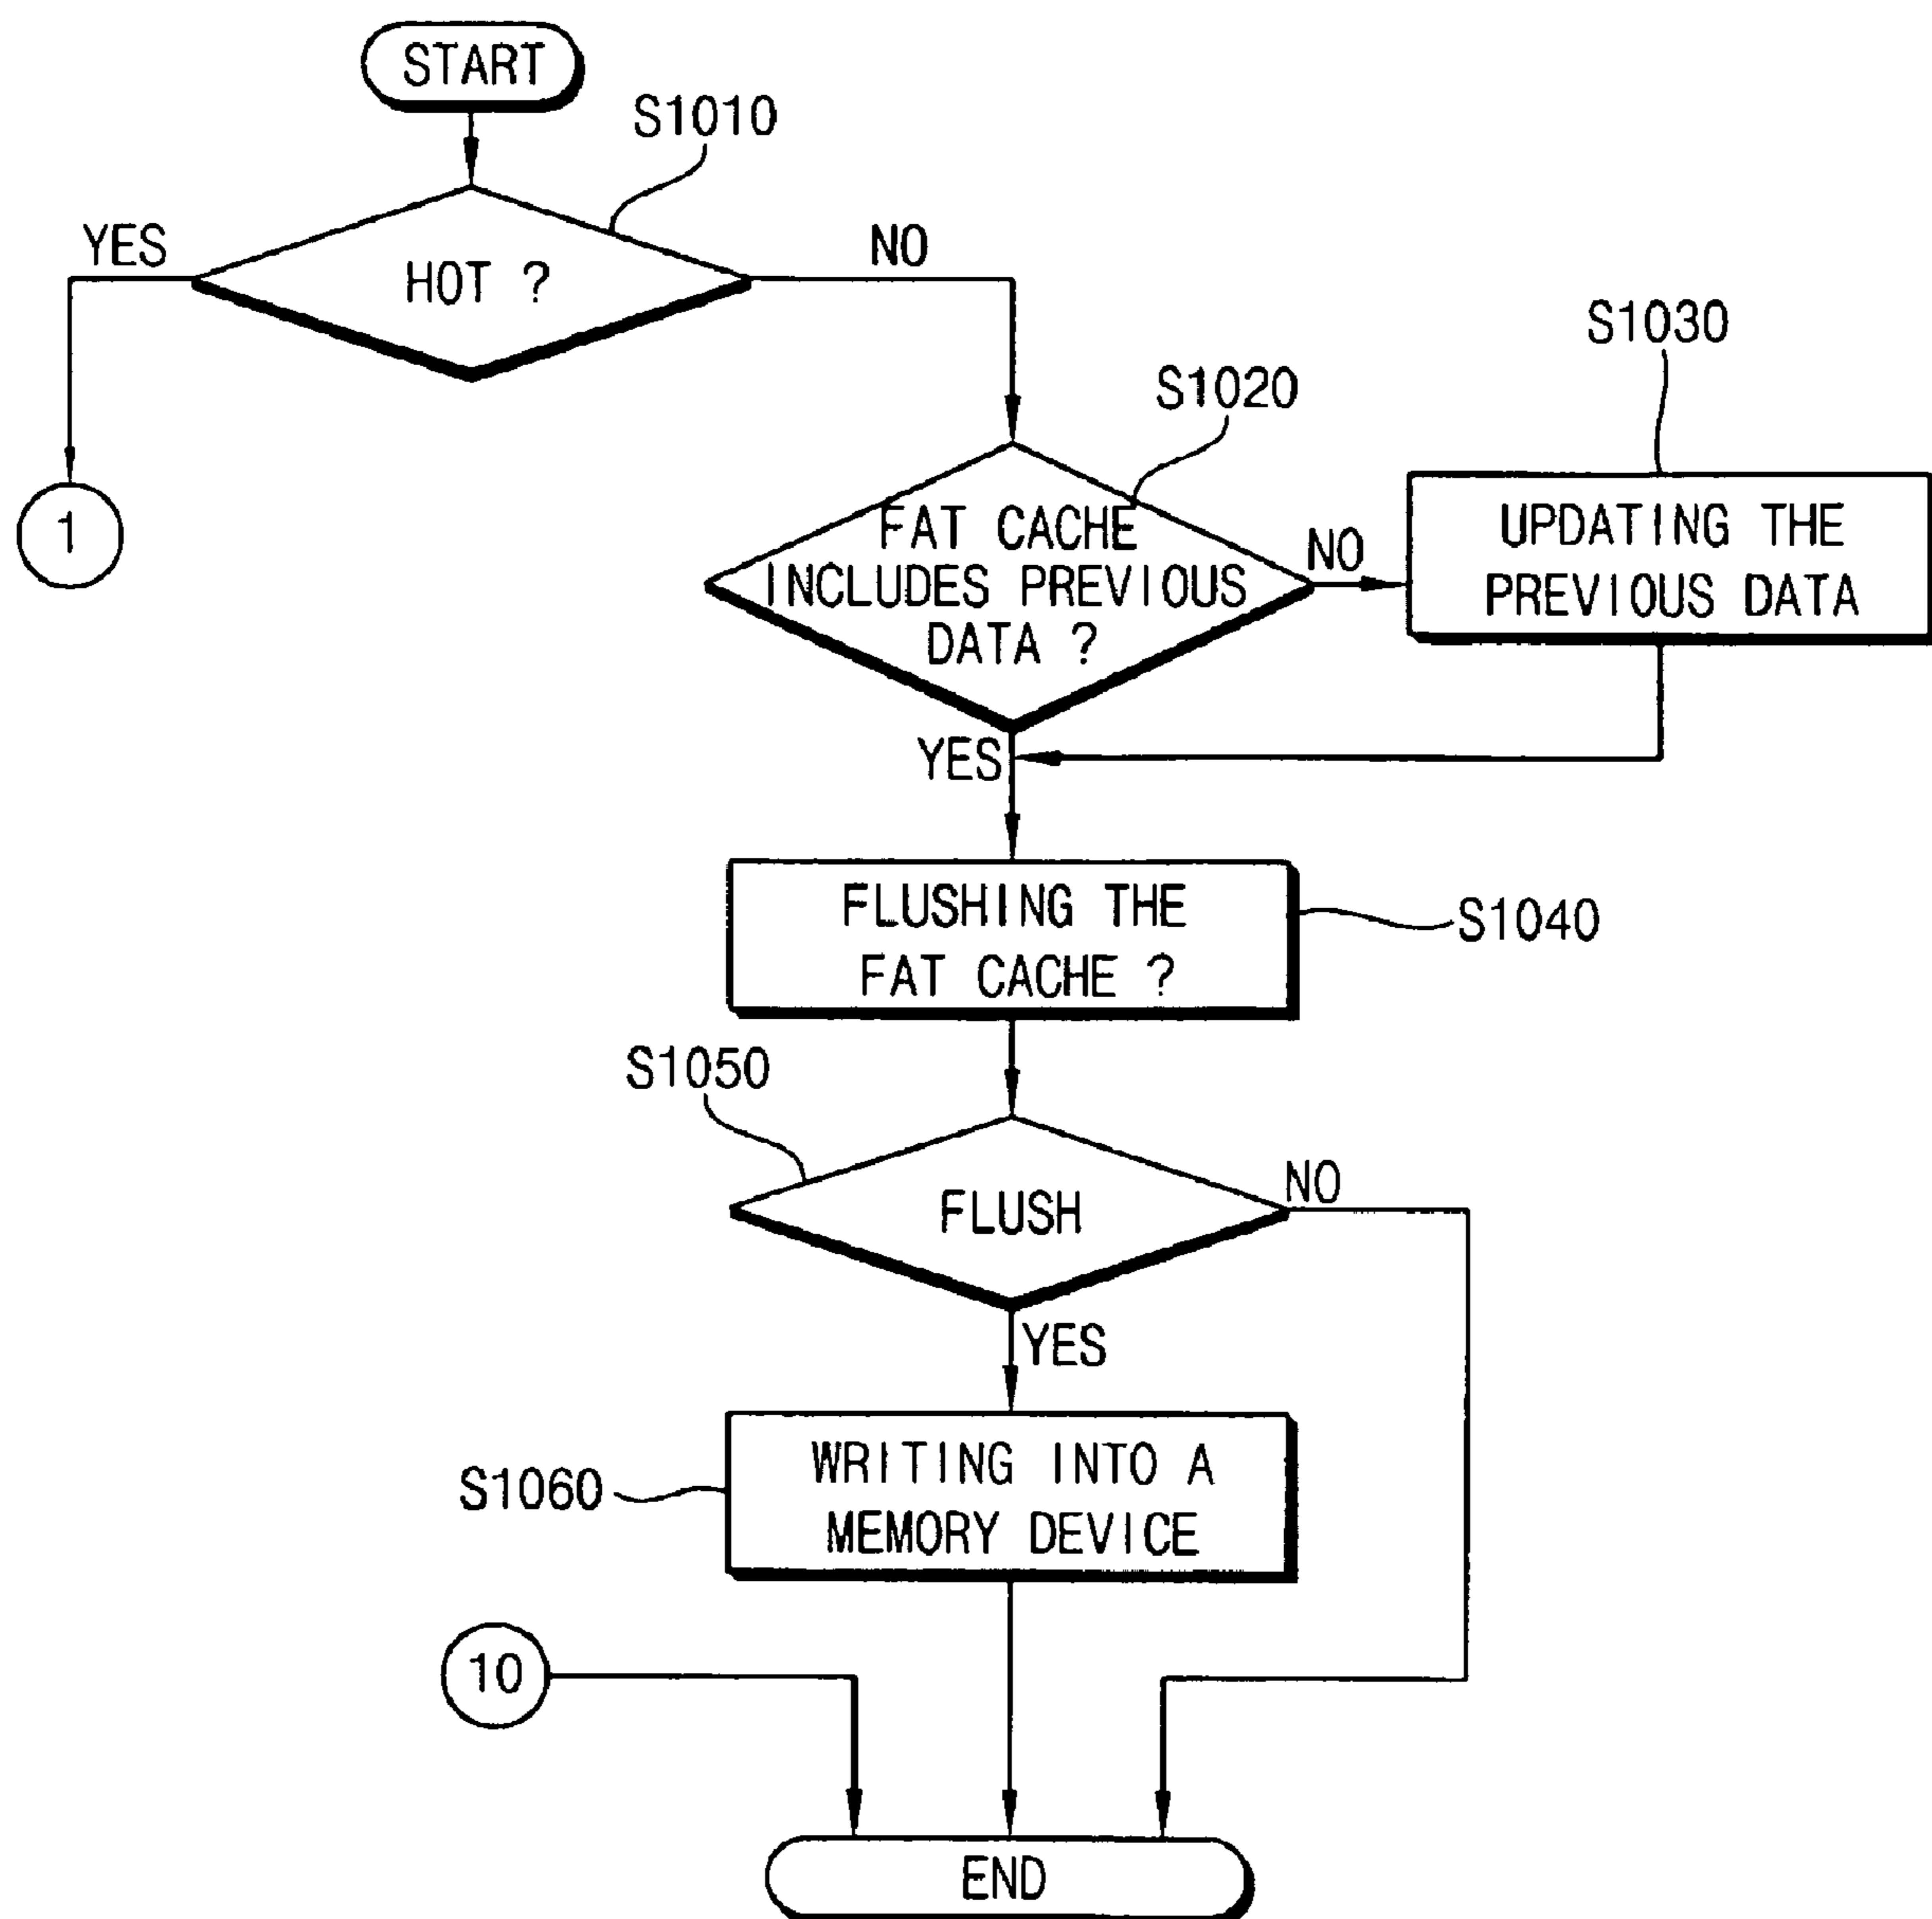 START
S1010
YES
NO
HOT ?
S1030
S1020
1
FAT CACHE
INCLUDES PREVIOUS
DATA ?
NO
UPDATING THE
PREVIOUS DATA
YES
FLUSHING THE
FAT CACHE ?
S1040
S1050
NO
FLUSH
YES
WRITING INTO A
MEMORY DEVICE
S1060
10
END